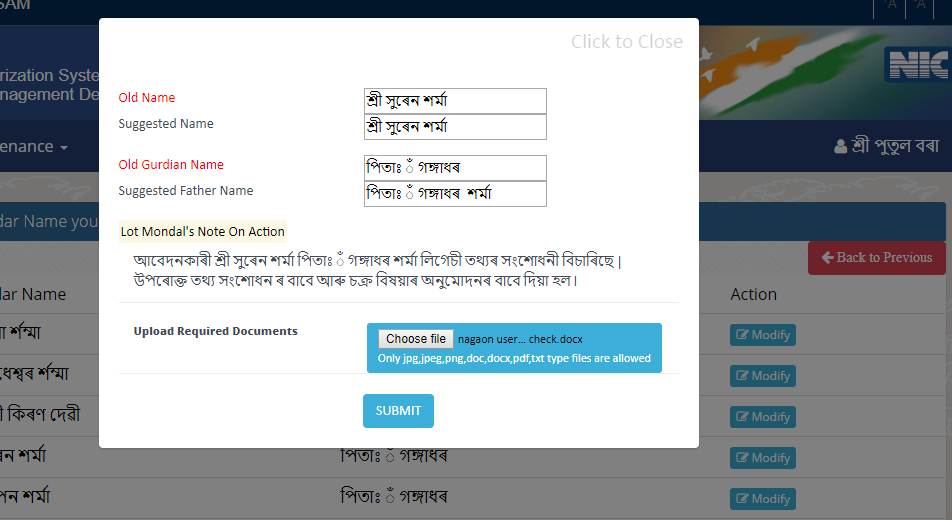 SAM
A A
Click to Close
NIC
rization Syste
nagement De
Old Name শ্ৰী সুৰেন শৰ্মা
Suggested Name শ্ৰী সুৰেন শৰ্মা
enance
শ্ৰী পুতুল বৰা
Old Gurdian Name পিতাঃ ঁ গঙ্গাধৰ
Suggested Father Name পিতাঃ ঁ গঙ্গাধৰ শৰ্মা
dar Name you
Lot Mondal's Note On Action
আবেদনকাৰী শ্ৰী সুৰেন শৰ্মা পিতাঃ ঁ গঙ্গাধৰ শৰ্মা লিগেচী তথ্যৰ সংশোধনী বিচাৰিছে |
উপৰোক্ত তথ্য সংশোধন ৰ বাবে আৰু চক্ৰ বিষয়াৰ অনুমোদনৰ বাবে দিয়া হল।
Back to Previous
dar Name Action
Upload Required Documents
Choose file nagaon user... check.docx
Only jpg,jpeg,png,doc,docx,pdf,txt type files are allowed
Modify
ধেশ্বৰ ৰ্শম্মা Modify
SUBMIT
ী কিৰণ দেৱী Modify
ৰেন শৰ্মা পিতাঃ ঁ গঙ্গাধৰ Modify
পন শৰ্মা পিতাঃ ঁ গঙ্গাধৰ Modify